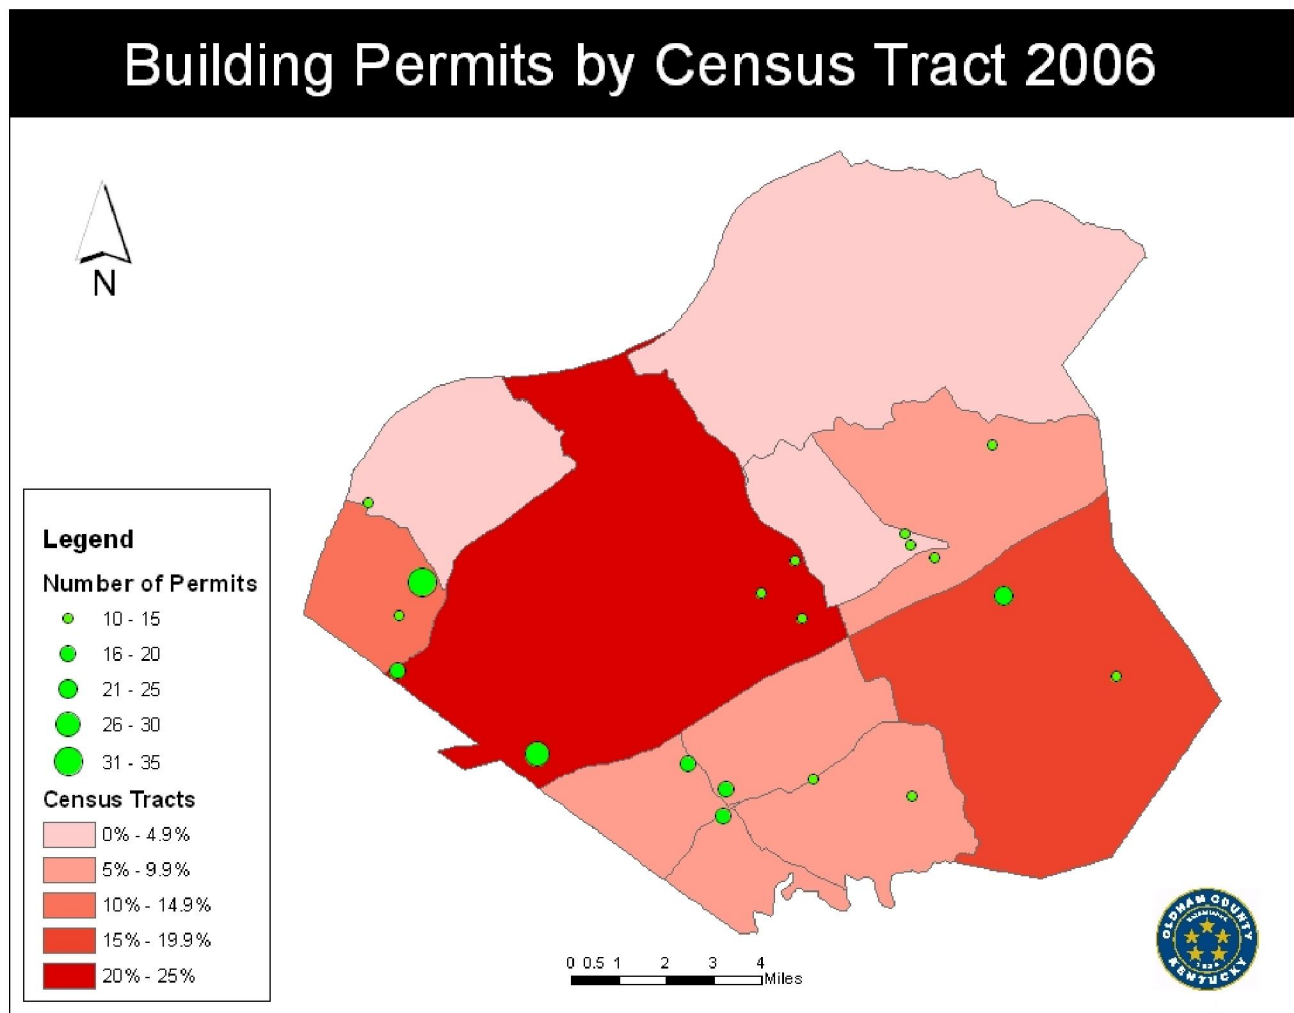 Building Permits by Census Tract 2006
N
Legend
Number of Permits
10 - 15
16 - 20
21 - 25
26 - 30
31 - 35
Census Tracts
0% - 4.9%
5% - 9.9%
10% - 14.9%
15% - 19.9%
20% - 25%
0 0.5 1 2 3 4
Miles
OLDHAM COUNTY
KENTUCKY